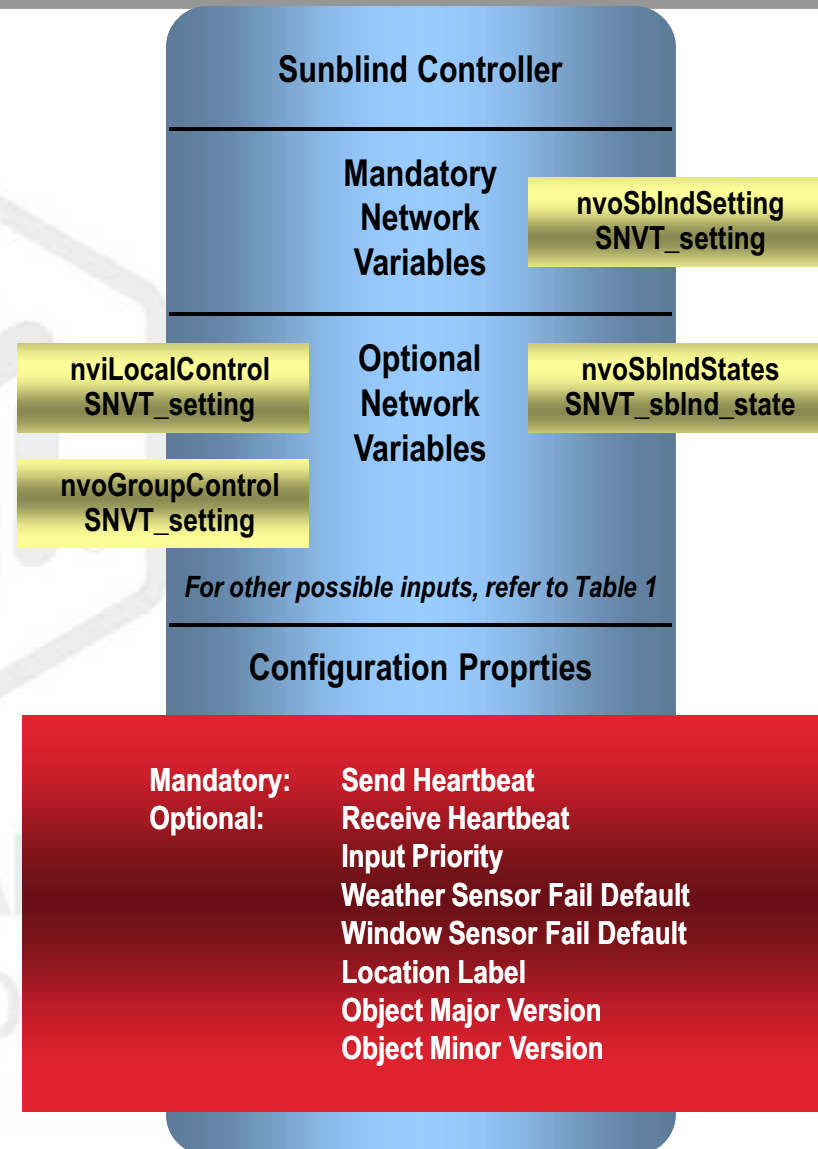 Sunblind Controller
Mandatory
Network
Variables
nvoSblndSetting
SNVT_setting
nviLocalControl
SNVT_setting
Optional
Network
Variables
nvoSblndStates
SNVT_sblnd_state
nvoGroupControl
SNVT_setting
For other possible inputs, refer to Table 1
Configuration Proprties
Mandatory: Send Heartbeat
Optional: Receive Heartbeat
Input Priority
Weather Sensor Fail Default
Window Sensor Fail Default
Location Label
Object Major Version
Object Minor Version